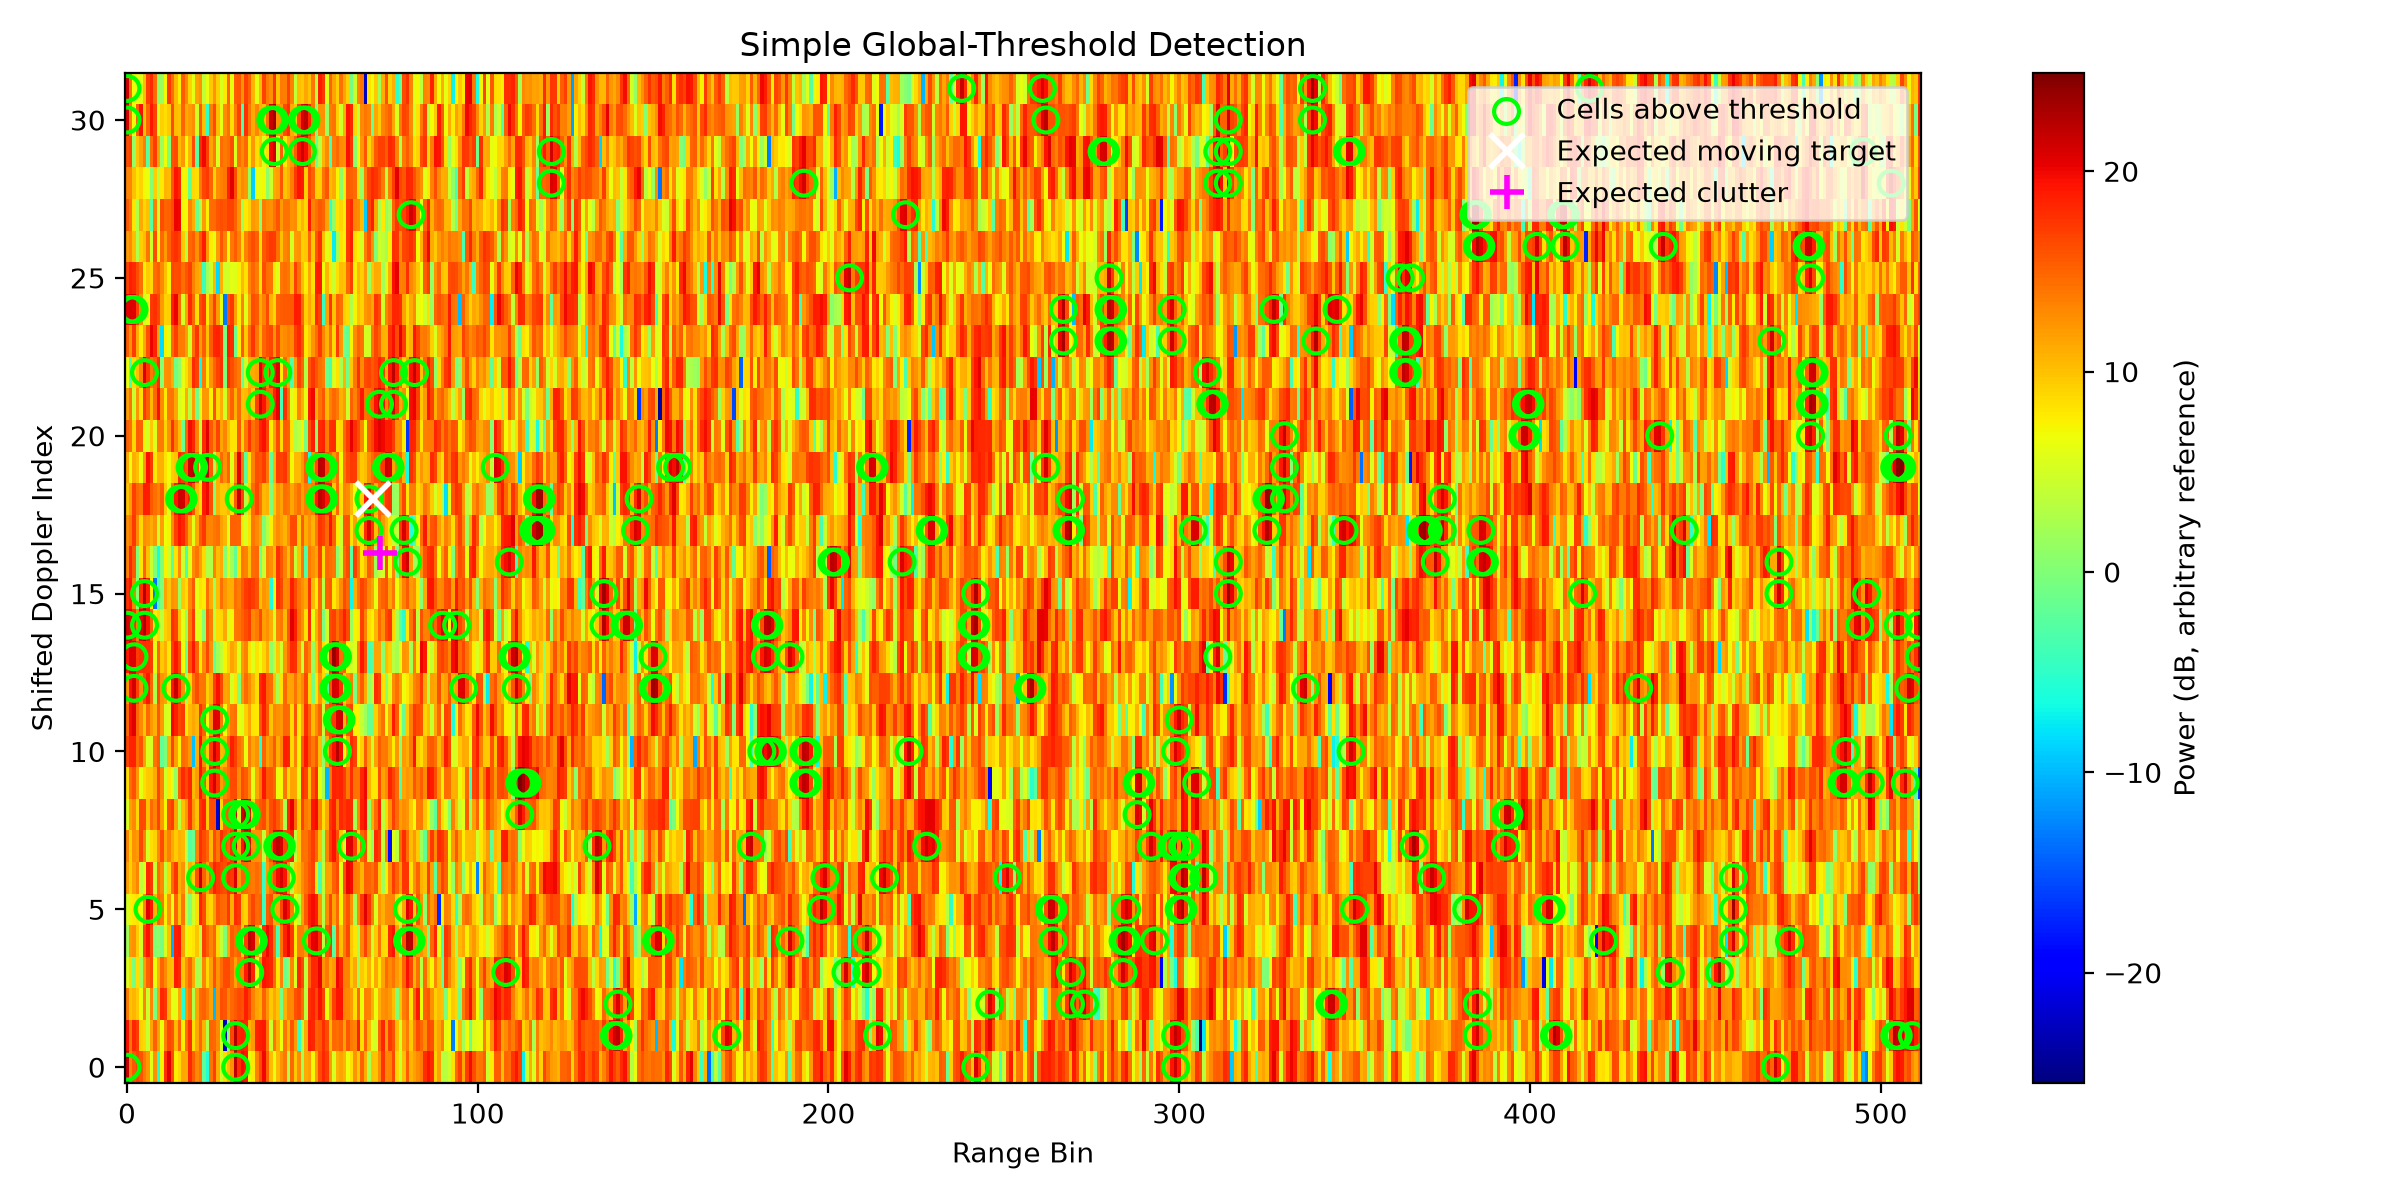 Simple Global-Threshold Detection
Cells above threshold
Expected moving target
Expected clutter
Shifted Doppler Index
30
25
20
15
10
5
0
0 100 200 300 400 500
Range Bin
20
10
0
−10
−20
Power (dB, arbitrary reference)